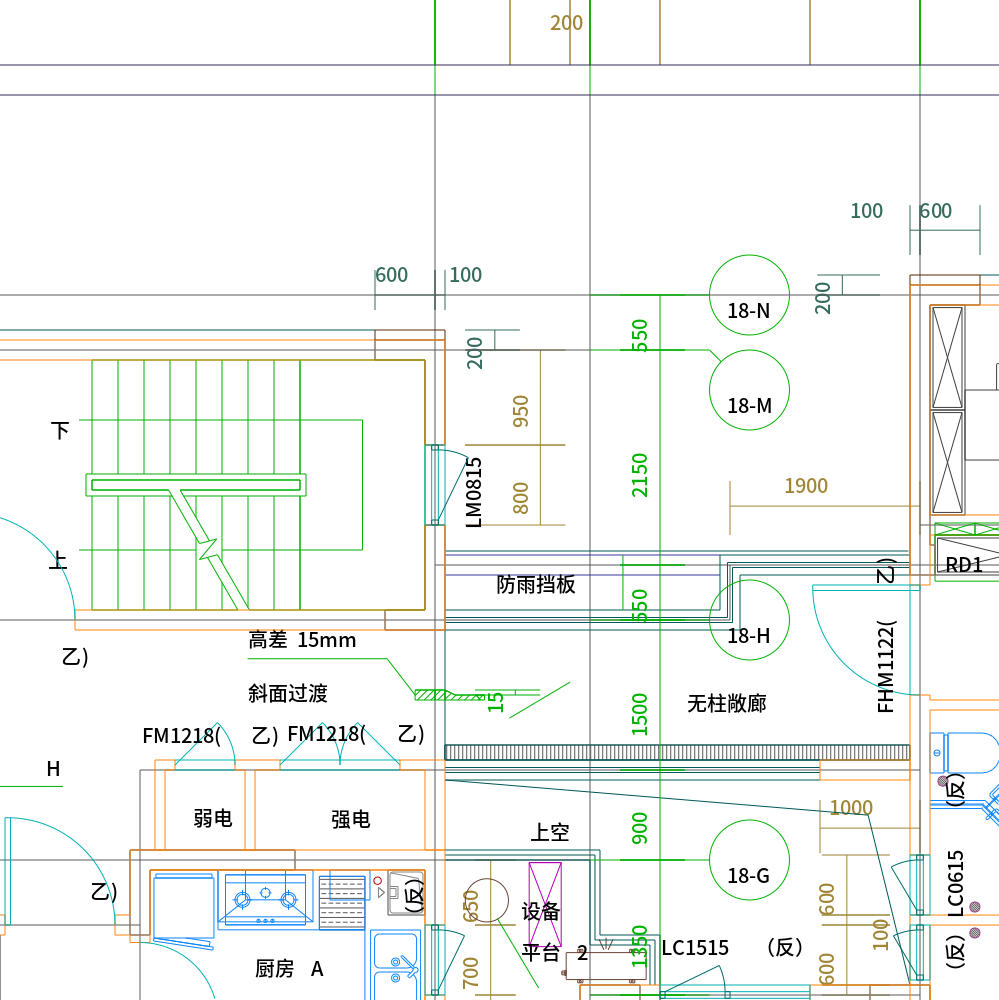 200
100 600
600 100
200
18-N
550
200
950
18-M
下
2150
LM0815
800
1900
上
防雨挡板
乙)
RD1
550
18-H
高差 15mm
FHM1122(
乙)
斜面过渡
15
无柱敞廊
1500
FM1218( 乙) FM1218( 乙)
H
(反)
弱电
强电
1000
上空
900
18-G
乙)
(反)
650
设备
600
LC0615
100
平台 2
1350
LC1515 (反)
(反)
厨房 A
700
600